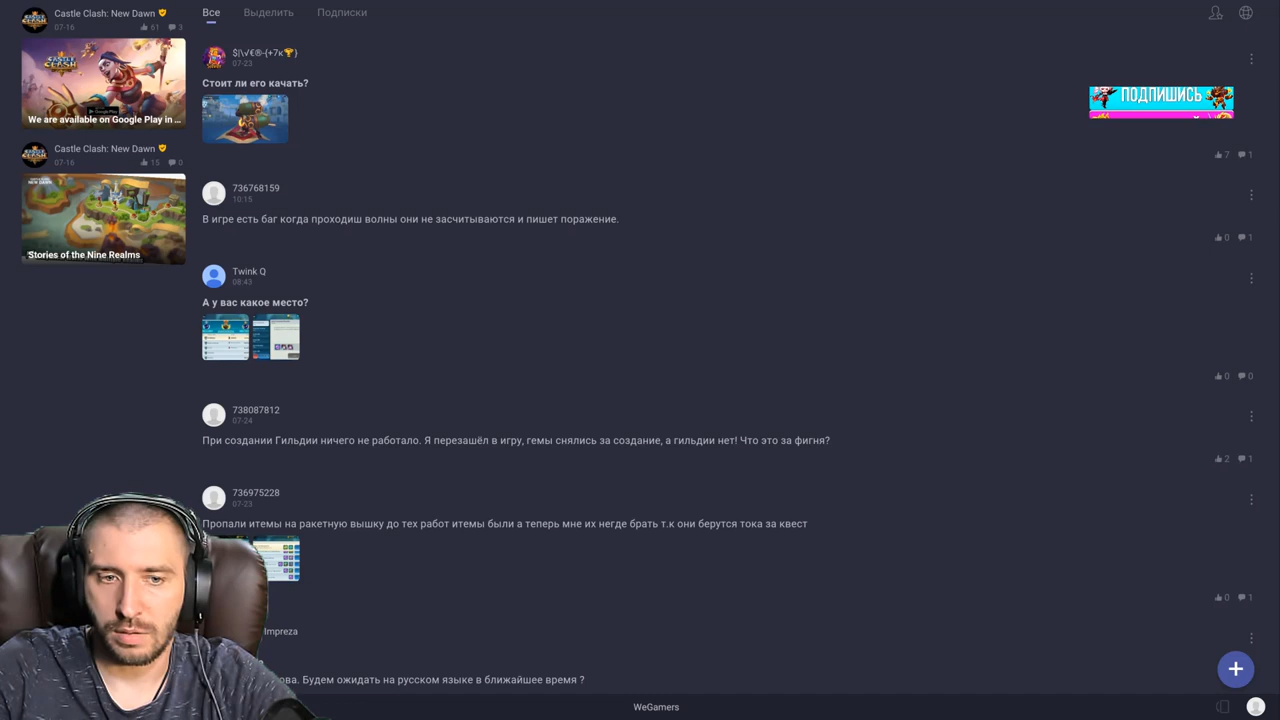 Castle Clash: New Dawn
07-16
61
3
CASTLE CLASH
Google Play
We are available on Google Play in ...
Castle Clash: New Dawn
07-16
15
0
Stories of the Nine Realms
Все
Выделить
Подписки
$|\√€®-{+7к🏆}
07-23
Стоит ли его качать?
ПОДПИШИСЬ
7
1
736768159
10:15
В игре есть баг когда проходиш волны они не засчитываются и пишет поражение.
0
1
Twink Q
08:43
А у вас какое место?
0
0
738087812
07-24
При создании Гильдии ничего не работало. Я перезашёл в игру, гемы снялись за создание, а гильдии нет! Что это за фигня?
2
1
736975228
07-23
Пропали итемы на ракетную вышку до тех работ итемы были а теперь мне их негде брать т.к они берутся тока за квест
0
1
Impreza
Будем ожидать на русском языке в ближайшее время ?
WeGamers